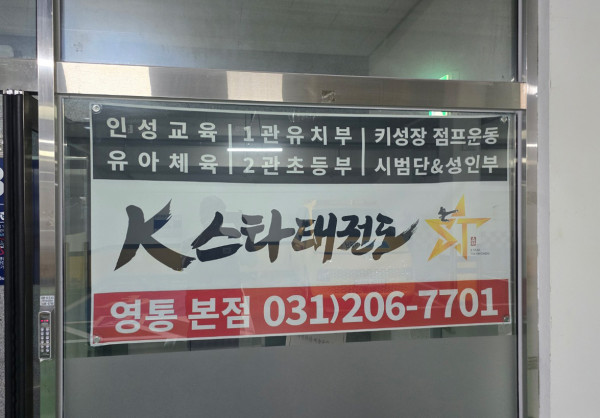 인성교육 | 1관유치부 | 키성장 점프운동
유아체육 | 2관초등부 | 시범단&성인부
K스타태권도 ST
영통 본점 031)206-7701